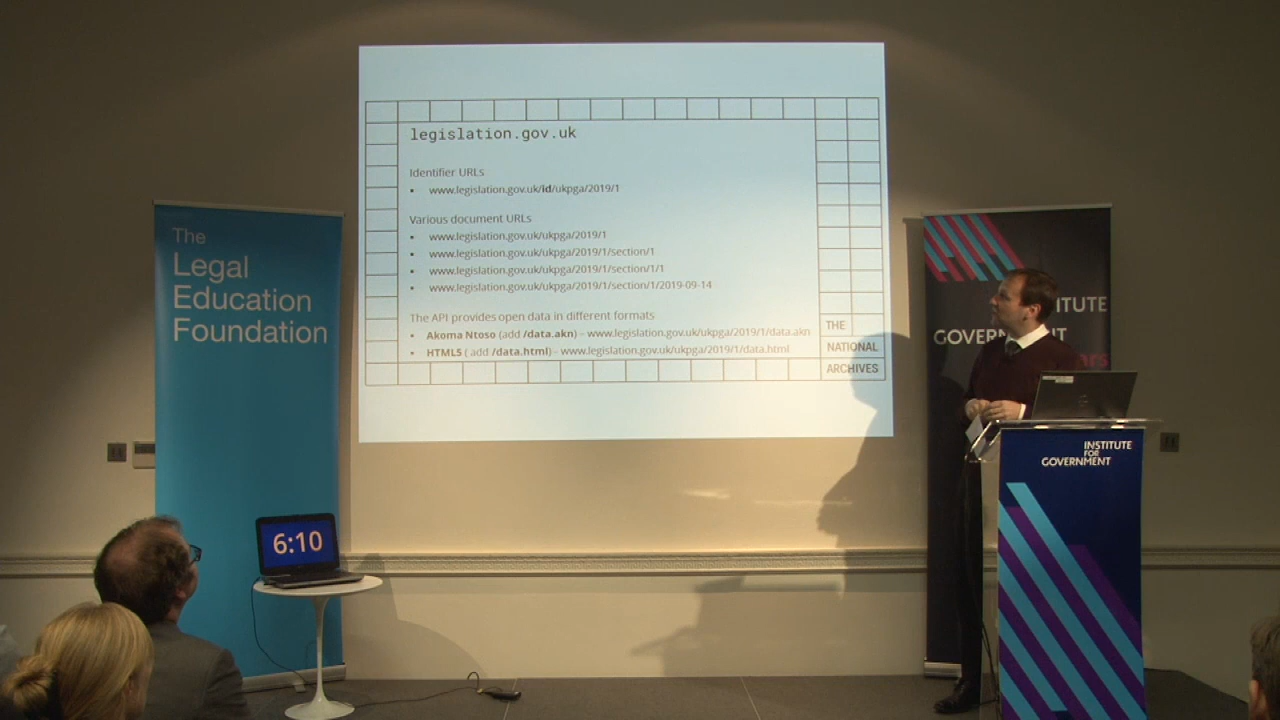 legislation.gov.uk
Identifier URLs
▪ www.legislation.gov.uk/id/ukpga/2019/1
Various document URLs
▪ www.legislation.gov.uk/ukpga/2019/1
▪ www.legislation.gov.uk/ukpga/2019/1/section/1
▪ www.legislation.gov.uk/ukpga/2019/1/section/1/1
▪ www.legislation.gov.uk/ukpga/2019/1/section/1/2019-09-14
The API provides open data in different formats
▪ Akoma Ntoso (add /data.akn) – www.legislation.gov.uk/ukpga/2019/1/data.akn
▪ HTML5 ( add /data.html) – www.legislation.gov.uk/ukpga/2019/1/data.html
THE
NATIONAL
ARCHIVES
The
Legal
Education
Foundation
6:10
ITUTE
GOVERNMENT
INSTITUTE
FOR
GOVERNMENT